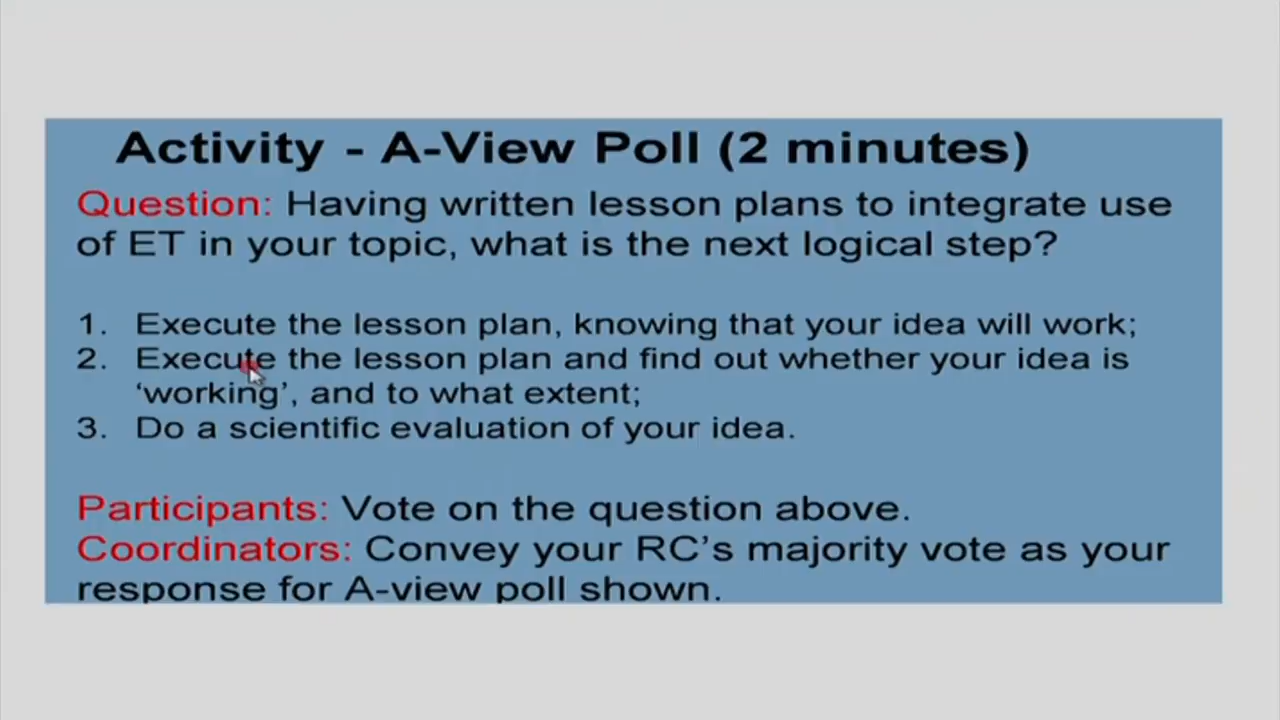 Activity - A-View Poll (2 minutes)
Question: Having written lesson plans to integrate use
of ET in your topic, what is the next logical step?
1. Execute the lesson plan, knowing that your idea will work;
2. Execute the lesson plan and find out whether your idea is
‘working’, and to what extent;
3. Do a scientific evaluation of your idea.
Participants: Vote on the question above.
Coordinators: Convey your RC’s majority vote as your
response for A-view poll shown.